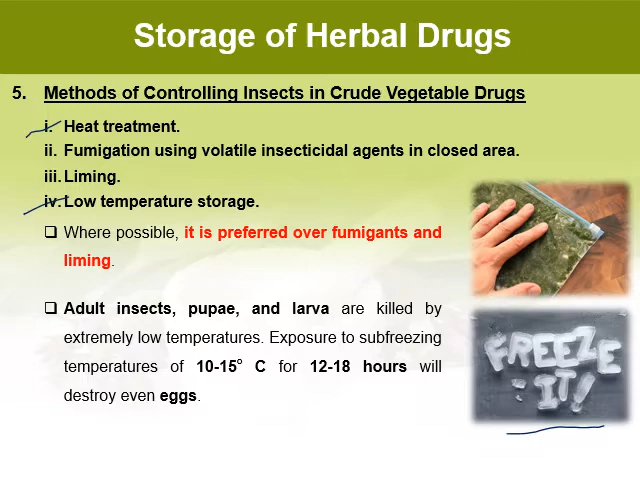 Storage of Herbal Drugs
5. Methods of Controlling Insects in Crude Vegetable Drugs
i. Heat treatment.
ii. Fumigation using volatile insecticidal agents in closed area.
iii. Liming.
iv. Low temperature storage.
❑ Where possible, it is preferred over fumigants and
liming.
❑ Adult insects, pupae, and larva are killed by
extremely low temperatures. Exposure to subfreezing
temperatures of 10-15° C for 12-18 hours will
destroy even eggs.
FREEZE
IT!